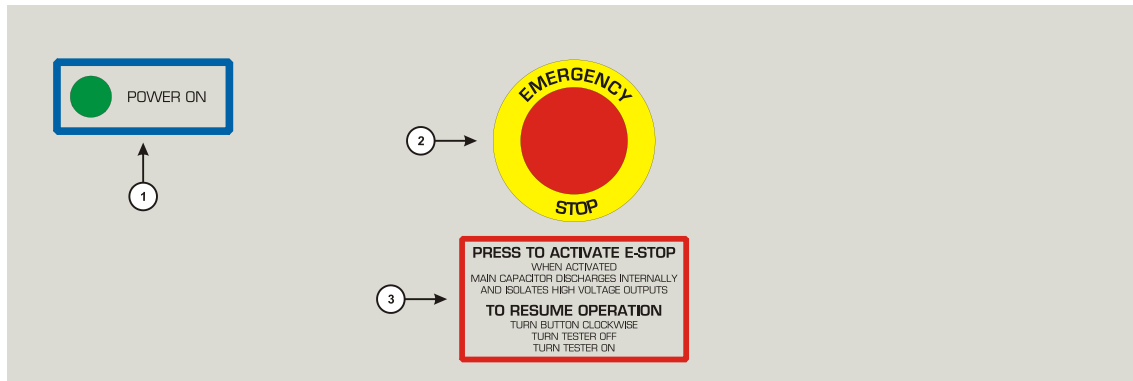 POWER ON
1
EMERGENCY
STOP
2
PRESS TO ACTIVATE E-STOP
WHEN ACTIVATED
MAIN CAPACITOR DISCHARGES INTERNALLY
AND ISOLATES HIGH VOLTAGE OUTPUTS
TO RESUME OPERATION
TURN BUTTON CLOCKWISE
TURN TESTER OFF
TURN TESTER ON
3